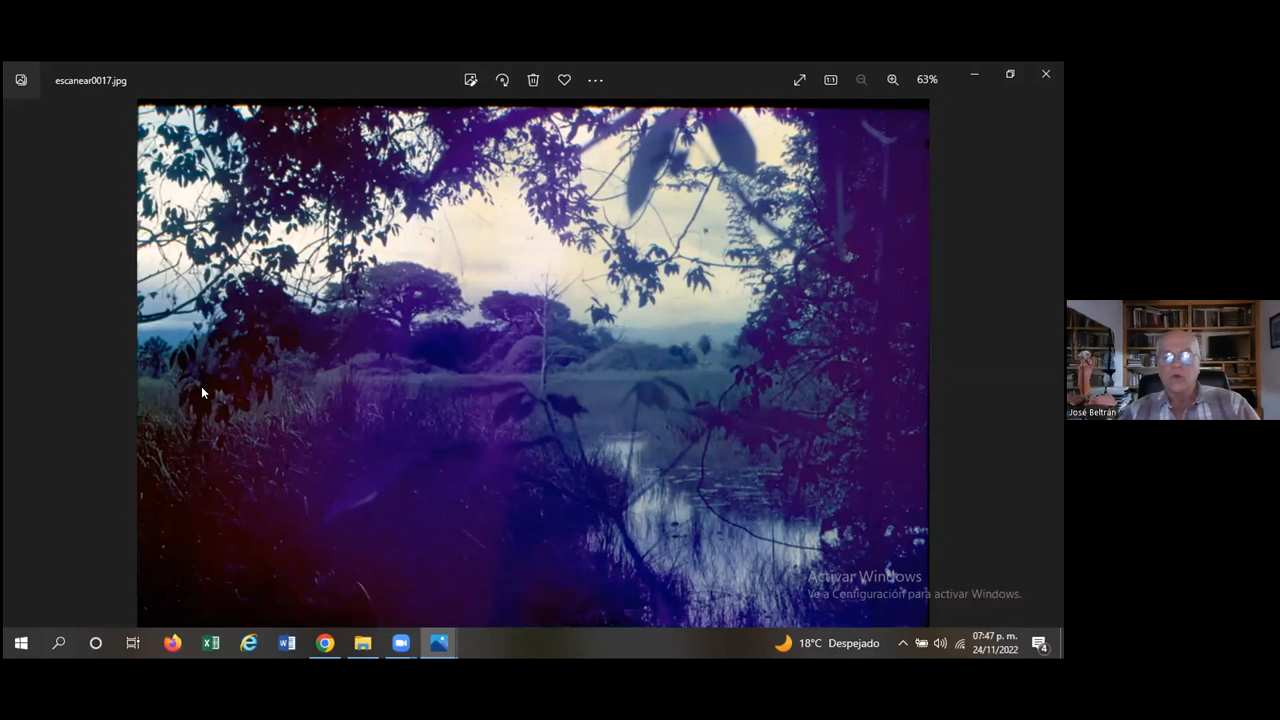 escanear0017.jpg
63%
José Beltrán
Activar Windows
Ve a Configuración para activar Windows.
18°C Despejado
07:47 p. m.
24/11/2022
4